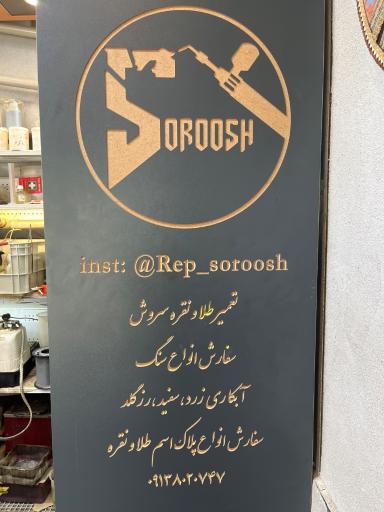 SOROOSH
inst: @Rep_soroosh
تعمیر طلا و نقره سروش
سفارش انواع سنگ
آبکاری زرد، سفید، رزگلد
سفارش انواع پلاک اسم طلا و نقره
۰۹۱۳۸۰۲۰۷۴۷